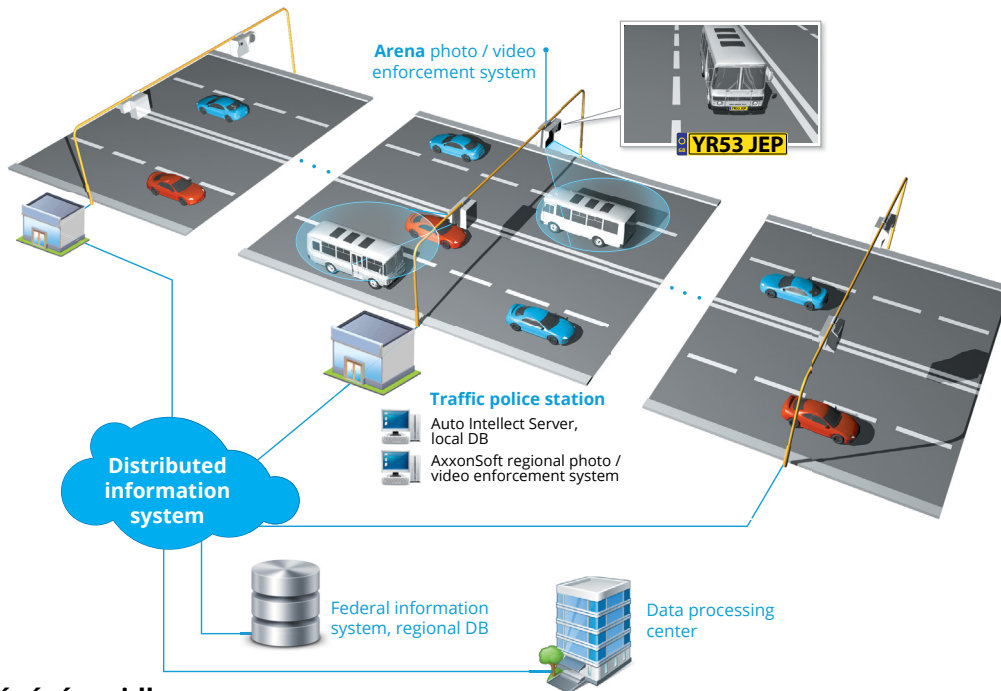 Arena photo / video
enforcement system
GB
YR53 JEP
Traffic police station
Auto Intellect Server,
local DB
AxxonSoft regional photo /
video enforcement system
Distributed
information
system
Federal information
system, regional DB
Data processing
center